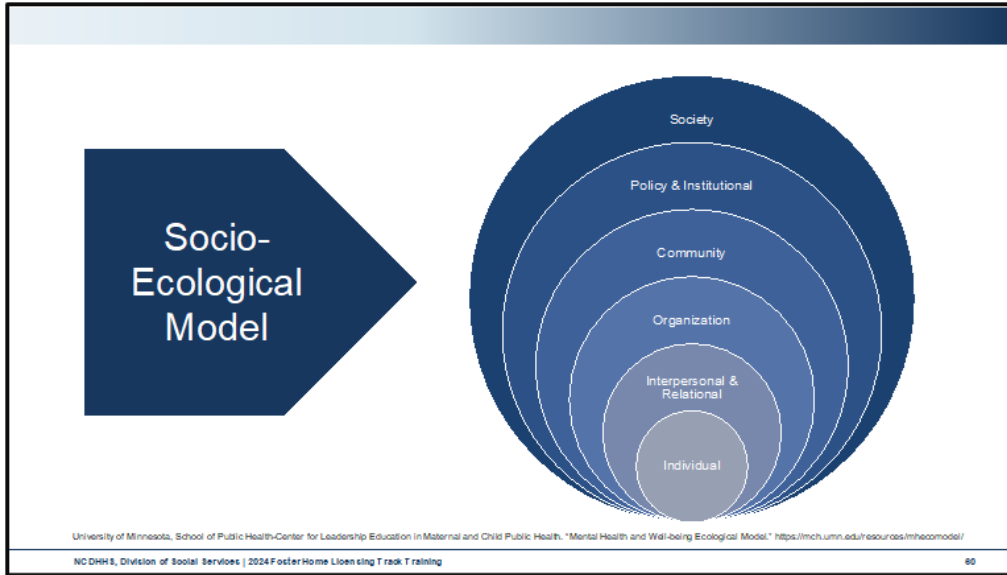 Socio-
Ecological
Model
Society
Policy & Institutional
Community
Organization
Interpersonal &
Relational
Individual
University of Minnesota, School of Public Health-Center for Leadership Education in Maternal and Child Public Health. "Mental Health and Well-being Ecological Model." https://mch.umn.edu/resources/mhecomodel/
NC DHHS, Division of Social Services | 2024 Foster Home Licensing Track Training
60